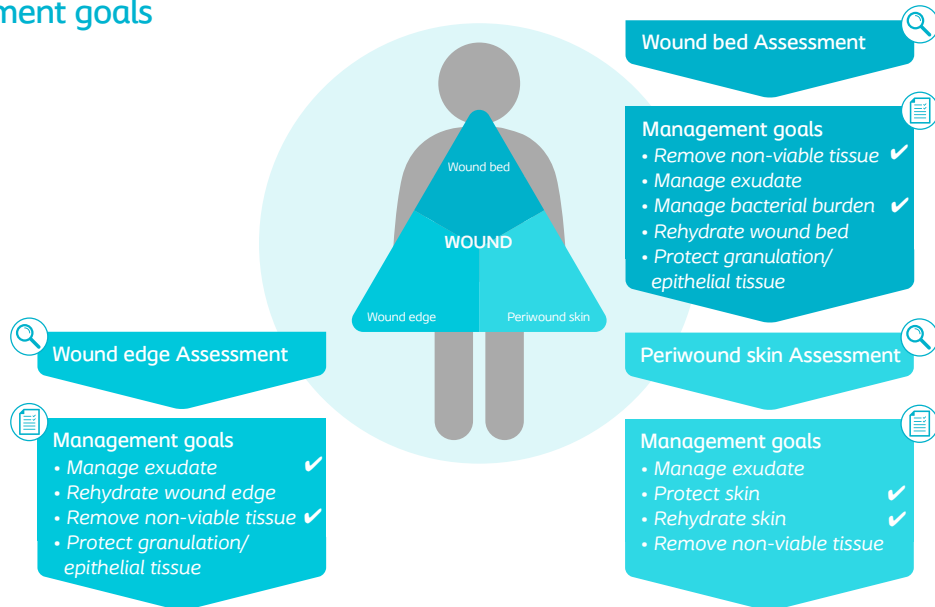 ment goals
Wound bed Assessment
Management goals
• Remove non-viable tissue ✔
• Manage exudate
• Manage bacterial burden ✔
• Rehydrate wound bed
• Protect granulation/
epithelial tissue
Wound bed
WOUND
Wound edge
Periwound skin
Wound edge Assessment
Management goals
• Manage exudate ✔
• Rehydrate wound edge
• Remove non-viable tissue ✔
• Protect granulation/
epithelial tissue
Periwound skin Assessment
Management goals
• Manage exudate
• Protect skin ✔
• Rehydrate skin ✔
• Remove non-viable tissue